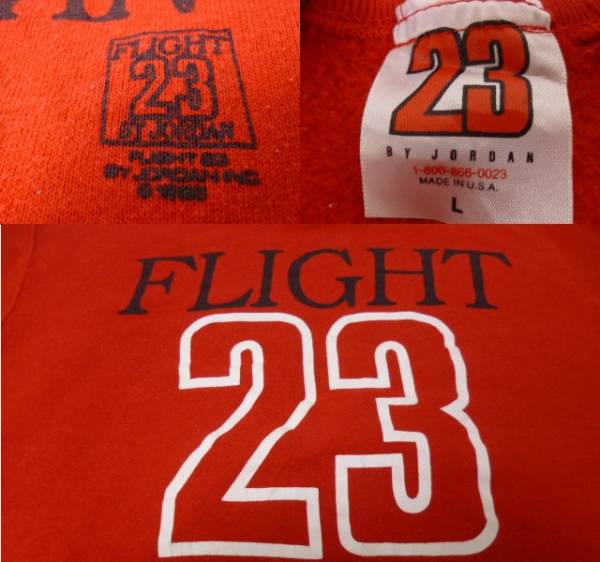 FLIGHT
23
BY JORDAN
FLIGHT 23
BY JORDAN INC.
23
BY JORDAN
1-800-866-0023
MADE IN U.S.A.
L
FLIGHT
23